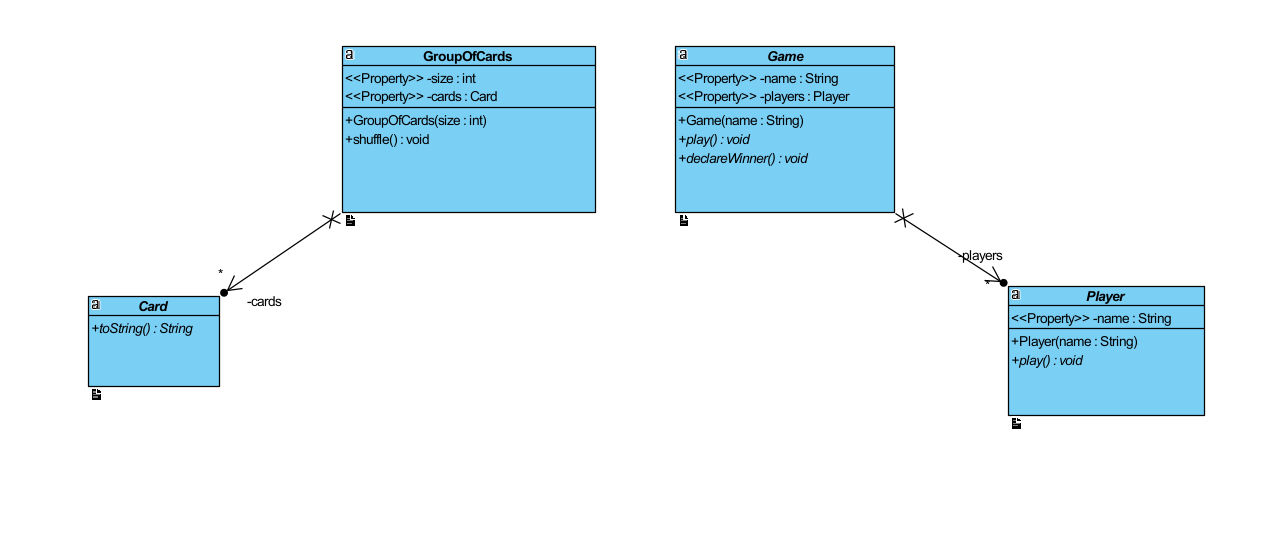 a
GroupOfCards
<<Property>> -size : int
<<Property>> -cards : Card
+GroupOfCards(size : int)
+shuffle() : void
a
Game
<<Property>> -name : String
<<Property>> -players : Player
+Game(name : String)
+play() : void
+declareWinner() : void
*
-cards
-players
*
a
Card
+toString() : String
a
Player
<<Property>> -name : String
+Player(name : String)
+play() : void